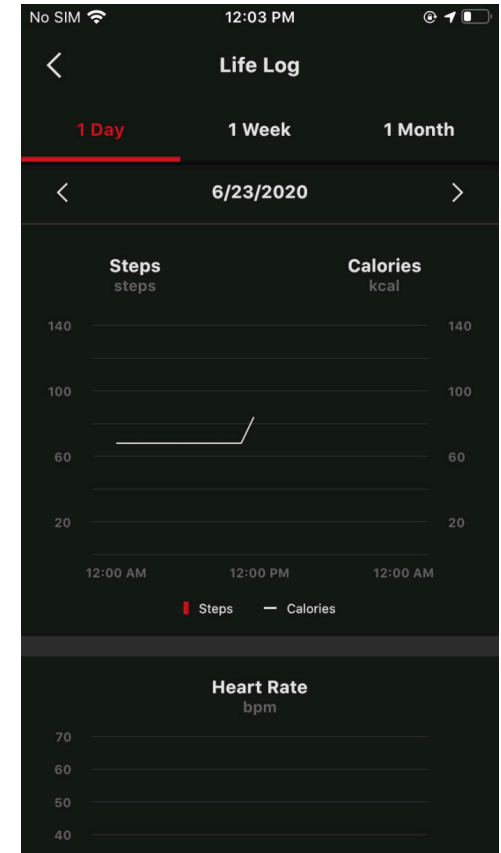 No SIM 12:03 PM
Life Log
1 Day 1 Week 1 Month
6/23/2020
Steps Calories
steps kcal
140 140
100 100
60 60
20 20
12:00 AM 12:00 PM 12:00 AM
Steps Calories
Heart Rate
bpm
70
60
50
40